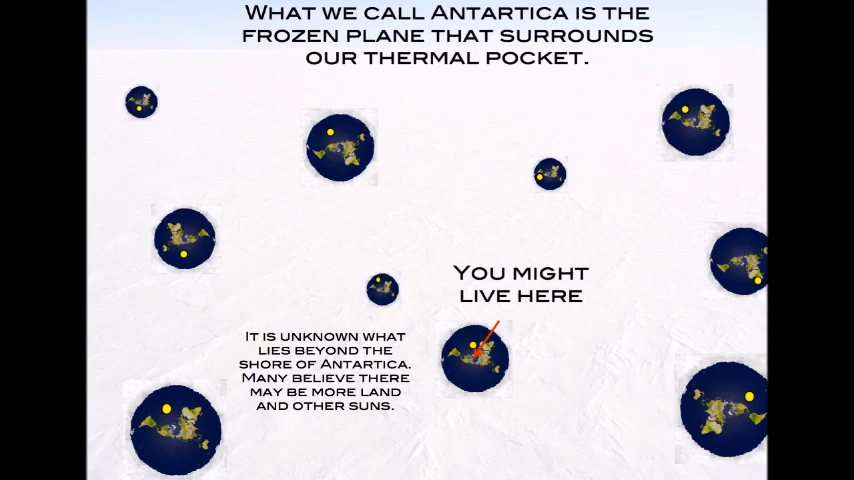 What we call Antartica is the
frozen plane that surrounds
our thermal pocket.
You might
live here
It is unknown what
lies beyond the
shore of Antartica.
Many believe there
may be more land
and other suns.